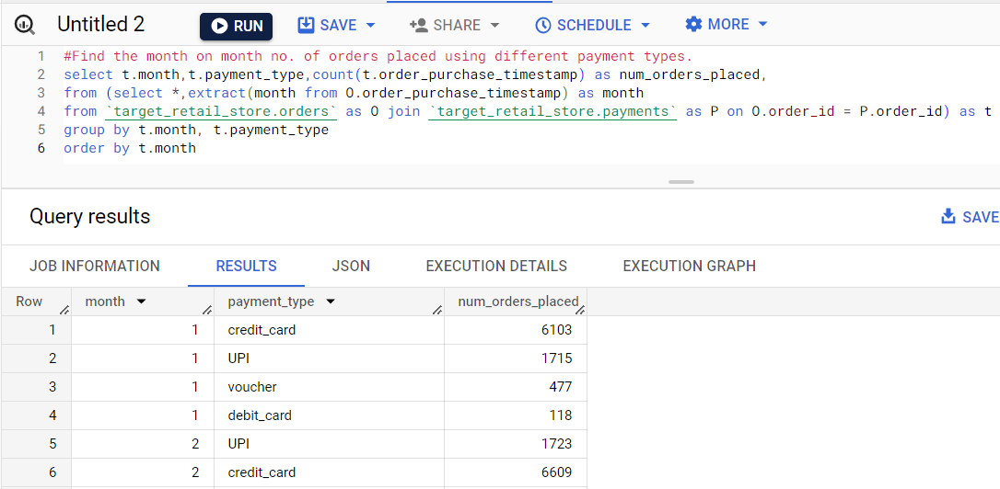 Untitled 2 RUN SAVE SHARE SCHEDULE MORE
1 #Find the month on month no. of orders placed using different payment types.
2 select t.month,t.payment_type,count(t.order_purchase_timestamp) as num_orders_placed,
3 from (select *,extract(month from O.order_purchase_timestamp) as month
4 from `target_retail_store.orders` as O join `target_retail_store.payments` as P on O.order_id = P.order_id) as t
5 group by t.month, t.payment_type
6 order by t.month
Query results SAVE
JOB INFORMATION RESULTS JSON EXECUTION DETAILS EXECUTION GRAPH
Row month payment_type num_orders_placed
1 1 credit_card 6103
2 1 UPI 1715
3 1 voucher 477
4 1 debit_card 118
5 2 UPI 1723
6 2 credit_card 6609